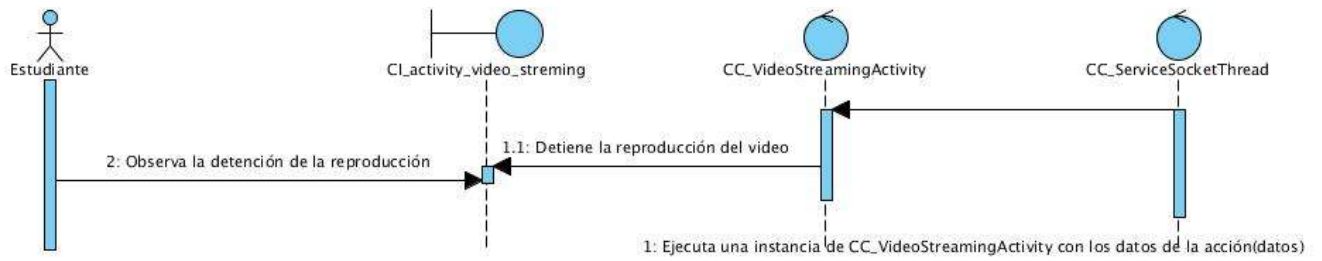 Estudiante
CI_activity_video_streming
CC_VideoStreamingActivity
CC_ServiceSocketThread
1.1: Detiene la reproducción del video
2: Observa la detención de la reproducción
1: Ejecuta una instancia de CC_VideoStreamingActivity con los datos de la acción(datos)